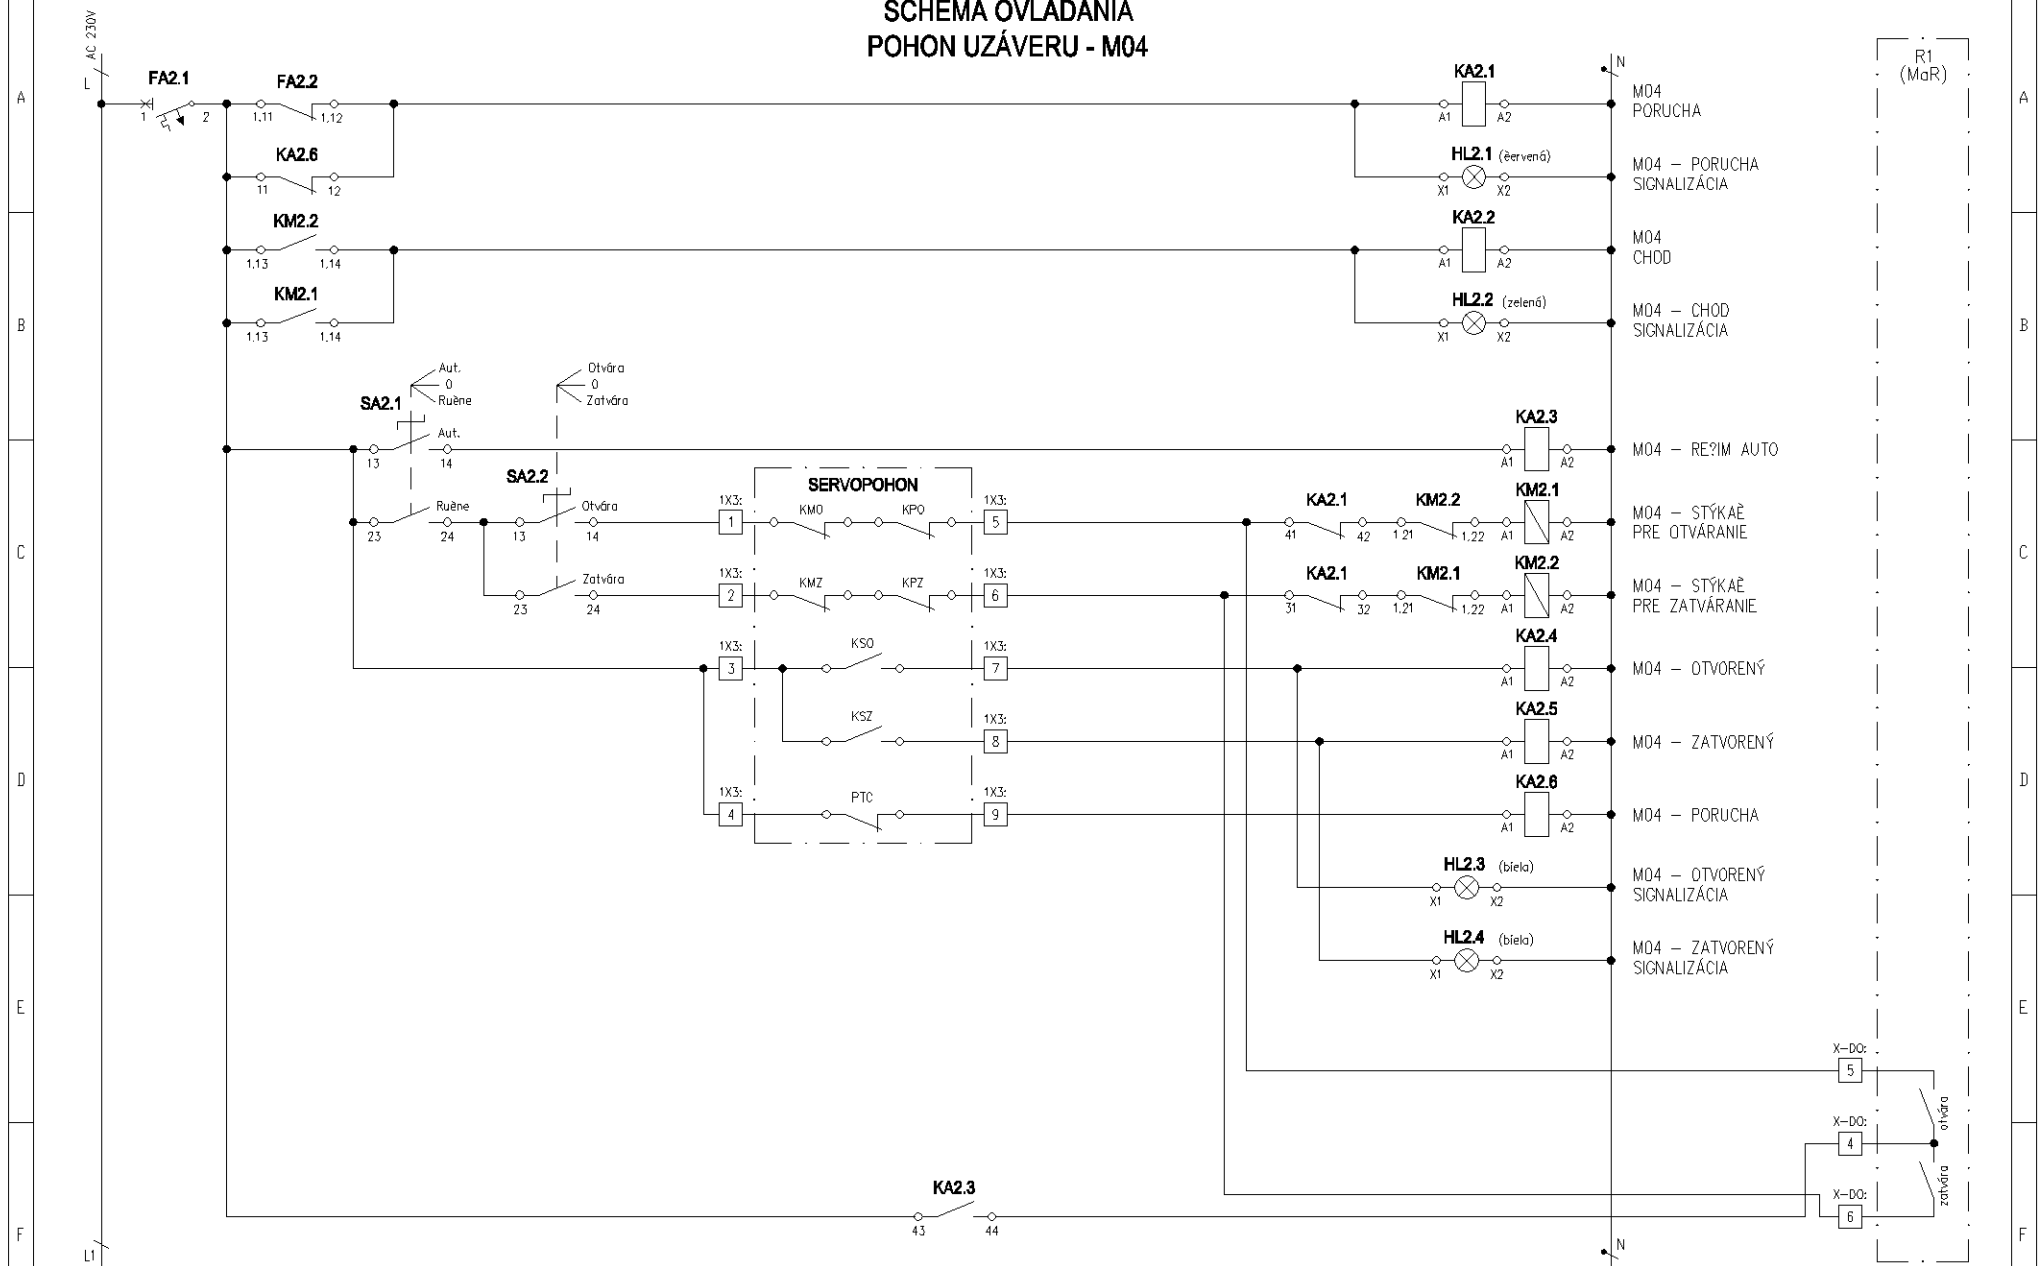 SCHÉMA OVLÁDANIA
POHON UZÁVERU - M04
AC 230V
L
N
R1
(MaR)
A
FA2.1
1
2
FA2.2
1,11
1,12
KA2.1
A1
A2
M04
PORUCHA
A
KA2.6
11
12
HL2.1 (èervená)
X1
X2
M04 – PORUCHA
SIGNALIZÁCIA
KM2.2
1,13
1,14
KA2.2
A1
A2
M04
CHOD
B
KM2.1
1,13
1,14
HL2.2 (zelená)
X1
X2
M04 – CHOD
SIGNALIZÁCIA
B
Aut.
0
Ruène
Otvára
0
Zatvára
SA2.1
Aut.
13
14
KA2.3
A1
A2
M04 – RE?IM AUTO
SERVOPOHON
Ruène
23
24
SA2.2
Otvára
13
14
1X3:
1
KMO
KPO
1X3:
5
KA2.1
41
42
KM2.2
1,21
1,22
KM2.1
A1
A2
M04 – STÝKAÈ
PRE OTVÁRANIE
C
C
Zatvára
23
24
1X3:
2
KMZ
KPZ
1X3:
6
KA2.1
31
32
KM2.1
1,21
1,22
KM2.2
A1
A2
M04 – STÝKAÈ
PRE ZATVÁRANIE
1X3:
3
KSO
1X3:
7
KA2.4
A1
A2
M04 – OTVORENÝ
KSZ
1X3:
8
KA2.5
A1
A2
M04 – ZATVORENÝ
D
D
1X3:
4
PTC
1X3:
9
KA2.6
A1
A2
M04 – PORUCHA
HL2.3 (biela)
X1
X2
M04 – OTVORENÝ
SIGNALIZÁCIA
HL2.4 (biela)
X1
X2
M04 – ZATVORENÝ
SIGNALIZÁCIA
E
E
X–DO:
5
otvára
X–DO:
4
zatvára
X–DO:
6
KA2.3
43
44
F
F
L1
N